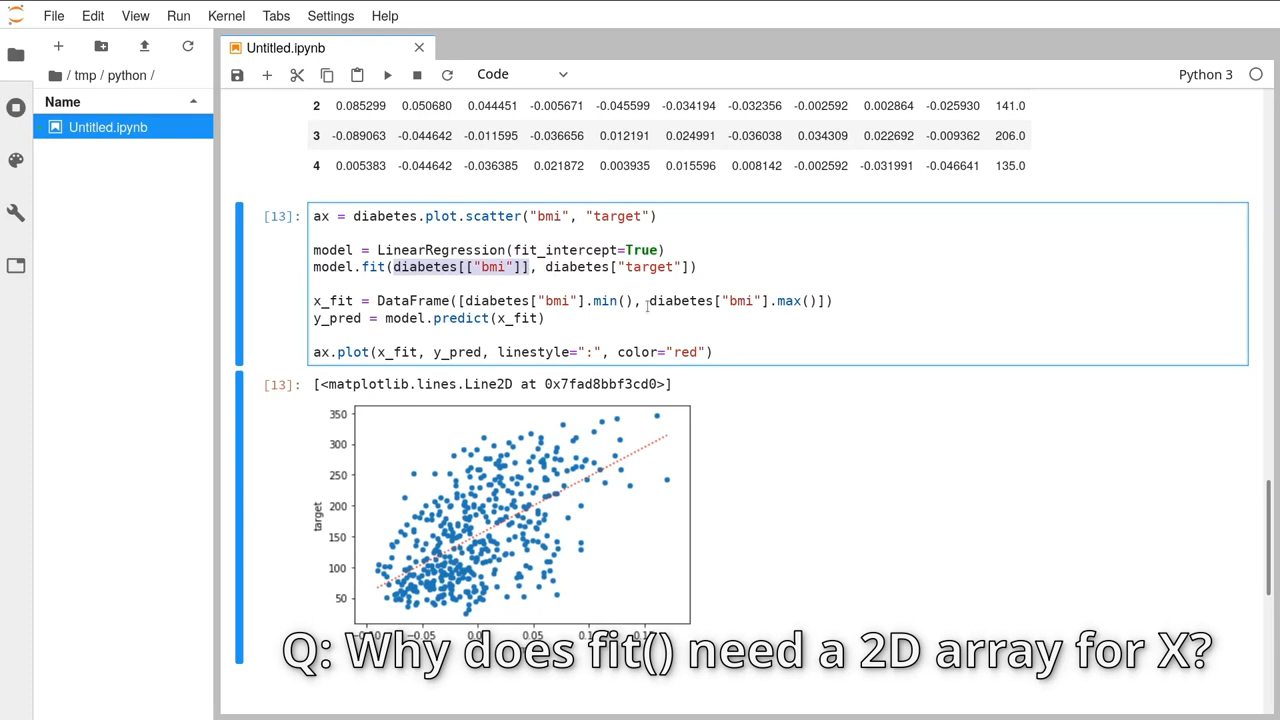 File Edit View Run Kernel Tabs Settings Help
Untitled.ipynb
/ tmp / python /
Code
Python 3
Name
Untitled.ipynb
2 0.085299 0.050680 0.044451 -0.005671 -0.045599 -0.034194 -0.032356 -0.002592 0.002864 -0.025930 141.0
3 -0.089063 -0.044642 -0.011595 -0.036656 0.012191 0.024991 -0.036038 0.034309 0.022692 -0.009362 206.0
4 0.005383 -0.044642 -0.036385 0.021872 0.003935 0.015596 0.008142 -0.002592 -0.031991 -0.046641 135.0
[13]: ax = diabetes.plot.scatter("bmi", "target")
model = LinearRegression(fit_intercept=True)
model.fit(diabetes[["bmi"]], diabetes["target"])
x_fit = DataFrame([diabetes["bmi"].min(), diabetes["bmi"].max()])
y_pred = model.predict(x_fit)
ax.plot(x_fit, y_pred, linestyle=":", color="red")
[13]: [<matplotlib.lines.Line2D at 0x7fad8bbf3cd0>]
350
300
250
200
150
100
50
target
Q: Why does fit() need a 2D array for X?